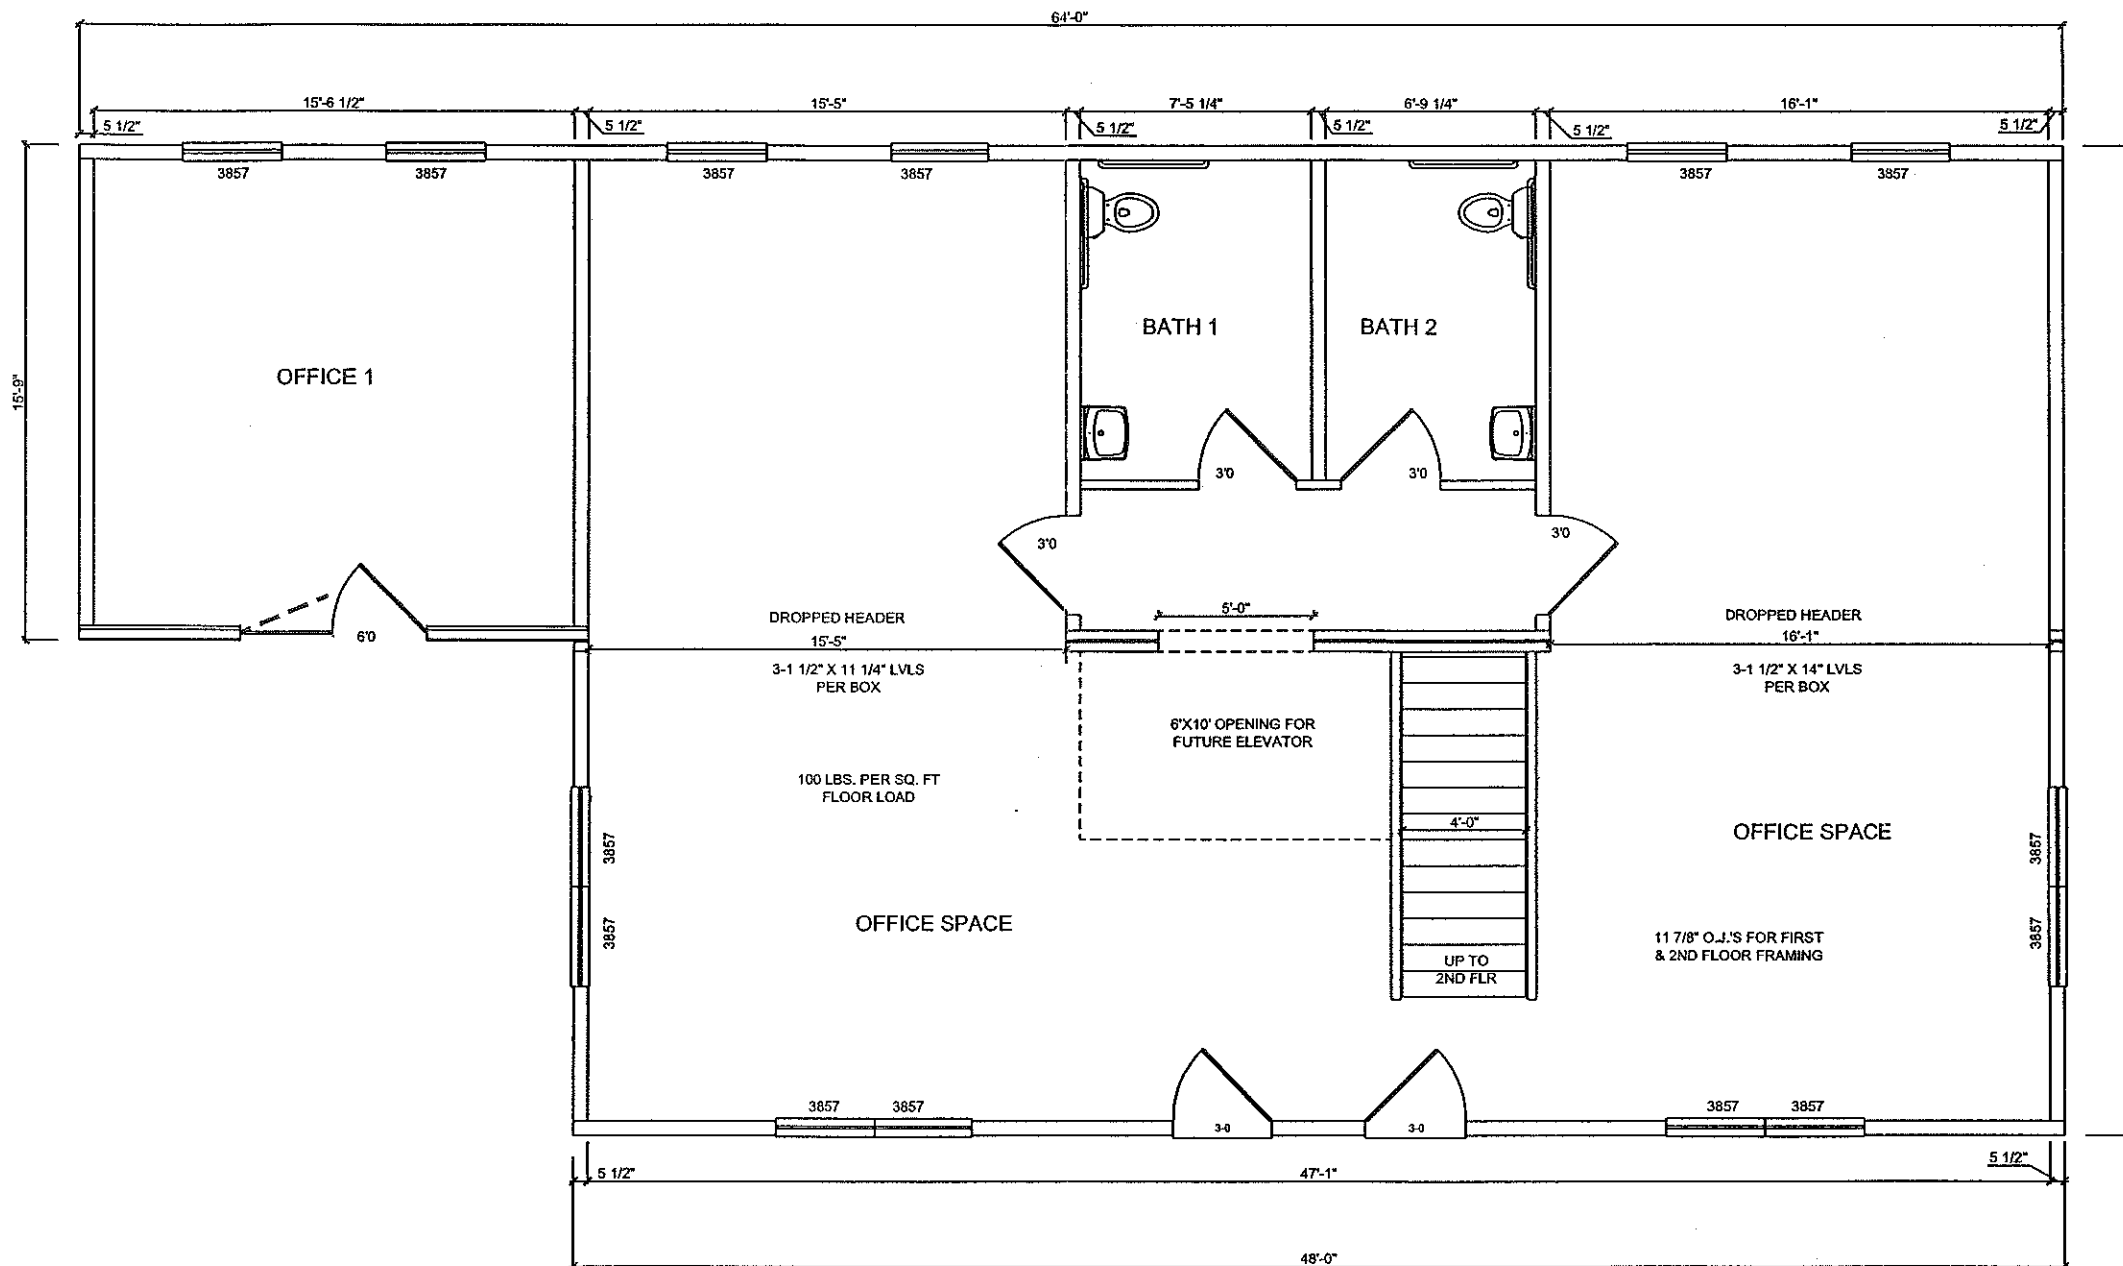 64'-0"
15'-6 1/2"
15'-5"
7'-5 1/4"
6'-9 1/4"
16'-1"
5 1/2"
5 1/2"
5 1/2"
5 1/2"
5 1/2"
5 1/2"
3857
3857
3857
3857
3857
3857
15'-9"
OFFICE 1
BATH 1
BATH 2
3'0
3'0
3'0
3'0
6'0
5'-0"
DROPPED HEADER
15'-5"
3-1 1/2" X 11 1/4" LVLS
PER BOX
DROPPED HEADER
16'-1"
3-1 1/2" X 14" LVLS
PER BOX
6'X10' OPENING FOR
FUTURE ELEVATOR
100 LBS. PER SQ. FT
FLOOR LOAD
4'-0"
OFFICE SPACE
3857
3857
3857
3857
OFFICE SPACE
11 7/8" O.J.'S FOR FIRST
& 2ND FLOOR FRAMING
UP TO
2ND FLR
3857
3857
3-0
3-0
3857
3857
5 1/2"
47'-1"
5 1/2"
48'-0"